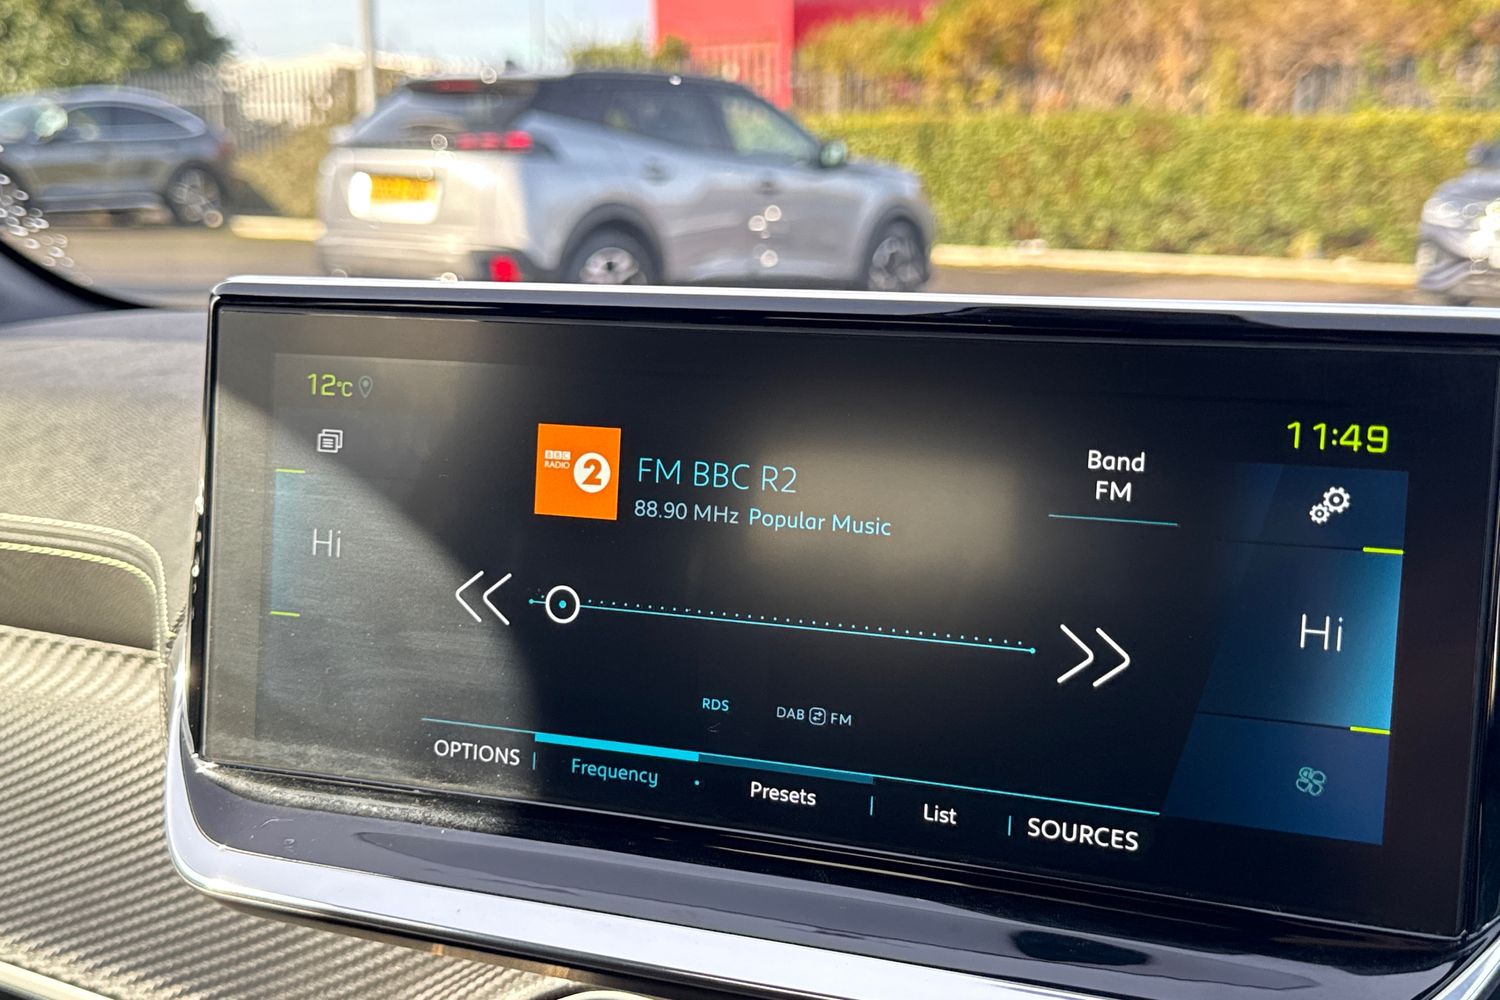 12°C
11:49
BBC
RADIO
2
FM BBC R2
88.90 MHz Popular Music
Band
FM
Hi
Hi
RDS
DAB FM
OPTIONS
Frequency
Presets
List
SOURCES